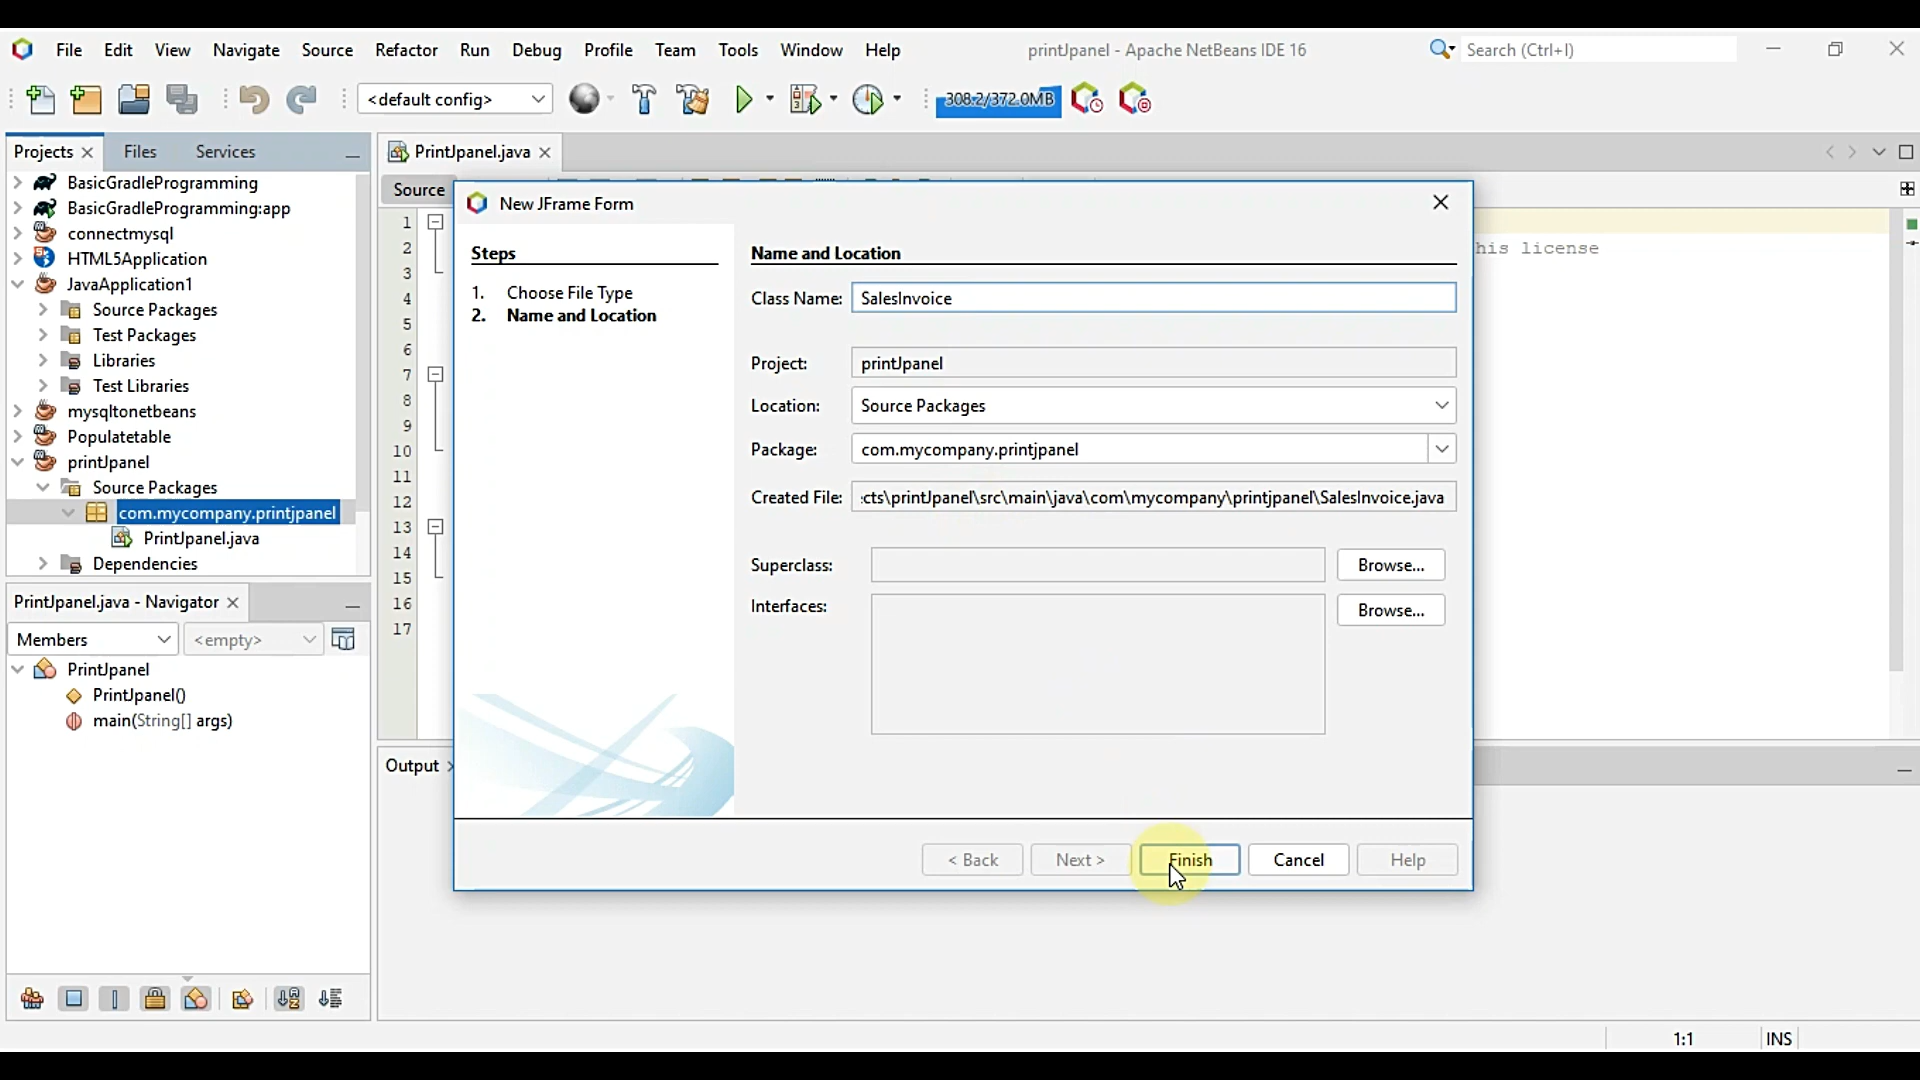 File Edit View Navigate Source Refactor Run Debug Profile Team Tools Window Help
printJpanel - Apache NetBeans IDE 16
Search (Ctrl+I)
<default config>
308.2/372.0MB
Projects
Files
Services
PrintJpanel.java
BasicGradleProgramming
BasicGradleProgramming:app
connectmysql
HTML5Application
JavaApplication1
Source Packages
Test Packages
Libraries
Test Libraries
mysqltonetbeans
Populatetable
printJpanel
Source Packages
com.mycompany.printjpanel
PrintJpanel.java
Dependencies
PrintJpanel.java - Navigator
Members
<empty>
PrintJpanel
PrintJpanel()
main(String[] args)
Source
1
2
3
4
5
6
7
8
9
10
11
12
13
14
15
16
17
his license
New JFrame Form
Steps
1. Choose File Type
2. Name and Location
Name and Location
Class Name: SalesInvoice
Project: printJpanel
Location: Source Packages
Package: com.mycompany.printjpanel
Created File: :cts\printJpanel\src\main\java\com\mycompany\printjpanel\SalesInvoice.java
Superclass: Browse...
Interfaces: Browse...
< Back Next > Finish Cancel Help
Output
1:1 INS